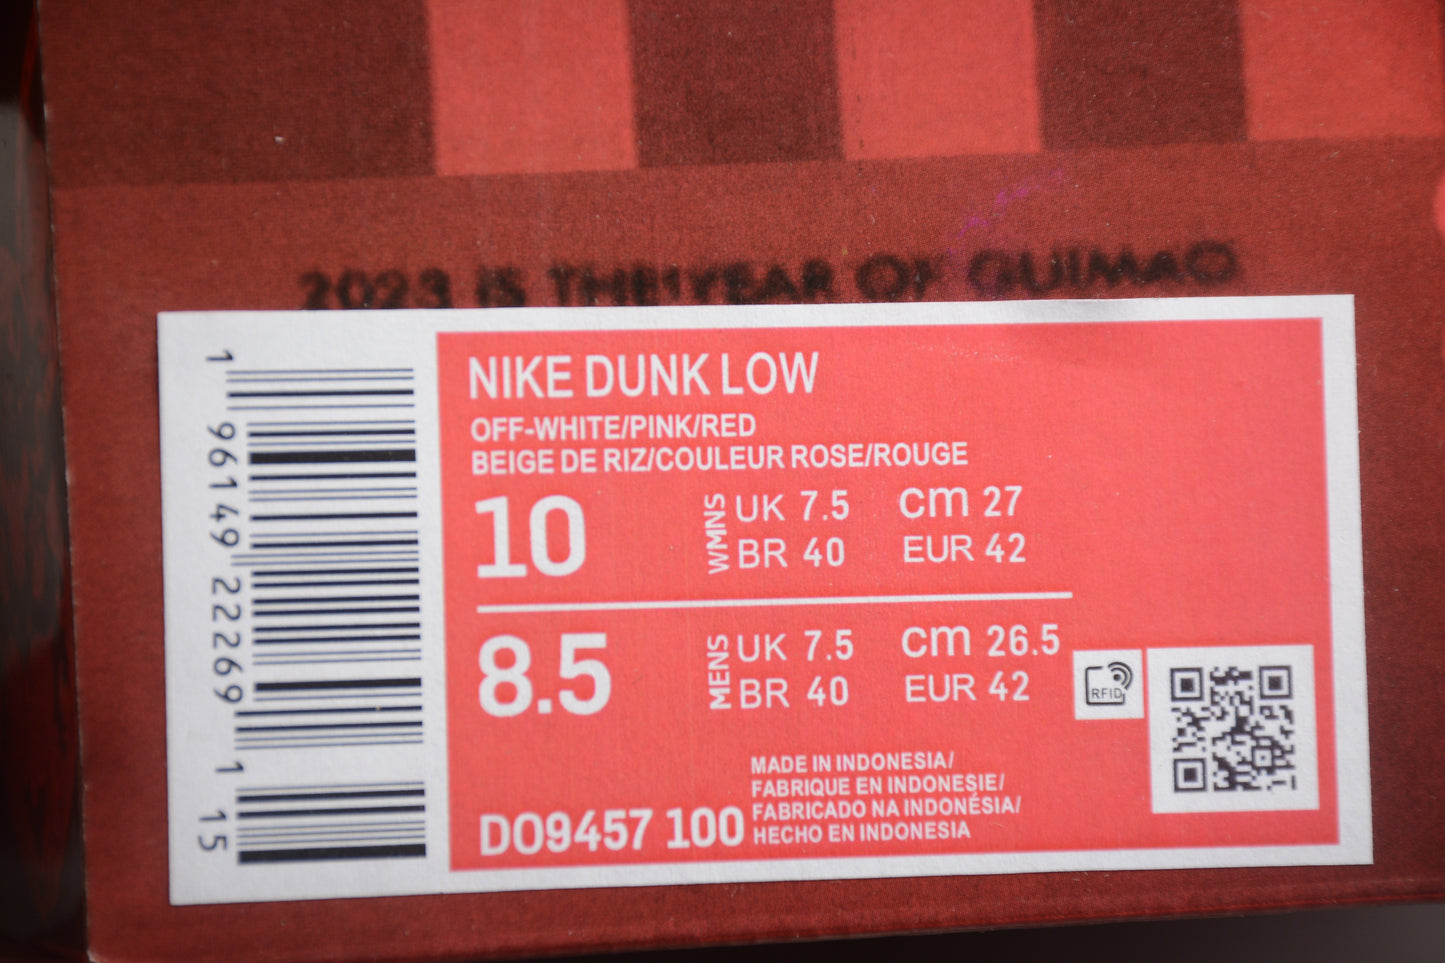 2023 IS THE YEAR OF QUIMAO
1 96149 22269 1 15
NIKE DUNK LOW
OFF-WHITE/PINK/RED
BEIGE DE RIZ/COULEUR ROSE/ROUGE
10 WMNS UK 7.5 CM 27
BR 40 EUR 42
8.5 MENS UK 7.5 CM 26.5
BR 40 EUR 42
RFID
MADE IN INDONESIA/
FABRIQUE EN INDONESIE/
FABRICADO NA INDONÉSIA/
HECHO EN INDONESIA
DO9457 100